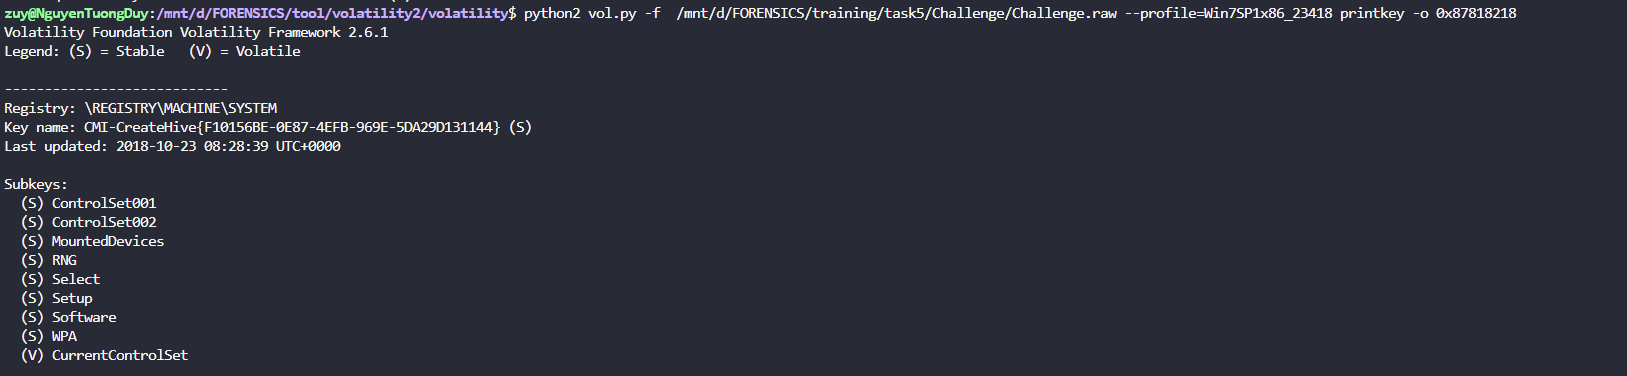 zuy@NguyenTuongDuy:/mnt/d/FORENSICS/tool/volatility2/volatility$ python2 vol.py -f  /mnt/d/FORENSICS/training/task5/Challenge/Challenge.raw --profile=Win7SP1x86_23418 printkey -o 0x87818218
Volatility Foundation Volatility Framework 2.6.1
Legend: (S) = Stable   (V) = Volatile
----------------------------
Registry: \REGISTRY\MACHINE\SYSTEM
Key name: CMI-CreateHive{F10156BE-0E87-4EFB-969E-5DA29D131144} (S)
Last updated: 2018-10-23 08:28:39 UTC+0000
Subkeys:
  (S) ControlSet001
  (S) ControlSet002
  (S) MountedDevices
  (S) RNG
  (S) Select
  (S) Setup
  (S) Software
  (S) WPA
  (V) CurrentControlSet